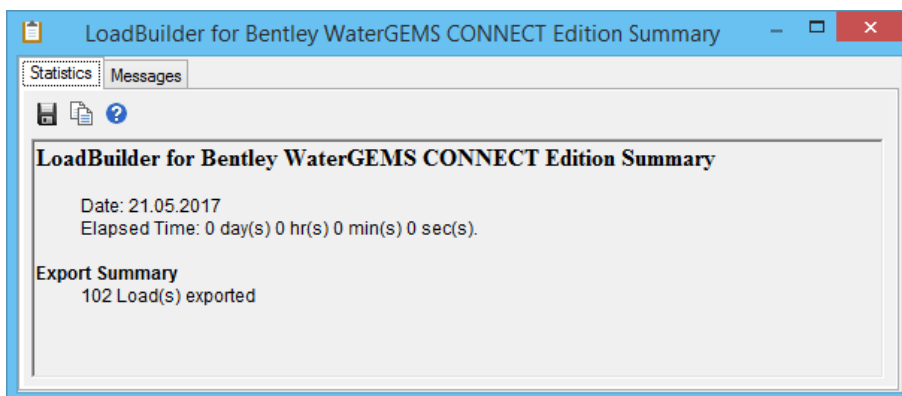 LoadBuilder for Bentley WaterGEMS CONNECT Edition Summary
Statistics Messages
LoadBuilder for Bentley WaterGEMS CONNECT Edition Summary
Date: 21.05.2017
Elapsed Time: 0 day(s) 0 hr(s) 0 min(s) 0 sec(s).
Export Summary
102 Load(s) exported